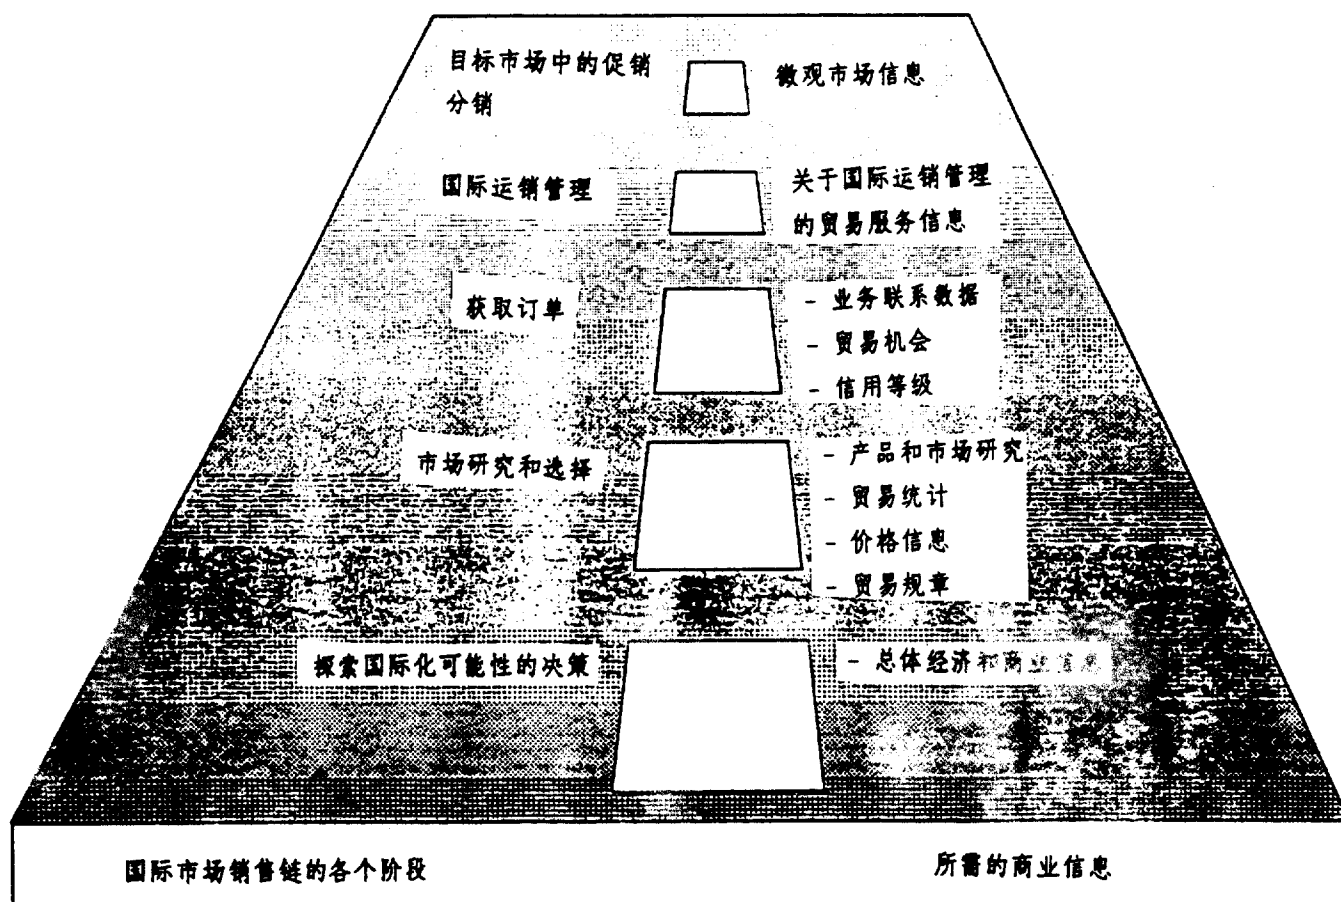 目标市场中的促销
分销
微观市场信息
国际运销管理
关于国际运销管理
的贸易服务信息
获取订单
- 业务联系数据
- 贸易机会
- 信用等级
市场研究和选择
- 产品和市场研究
- 贸易统计
- 价格信息
- 贸易规章
探索国际化可能性的决策
- 总体经济和商业信息
国际市场销售链的各个阶段
所需的商业信息